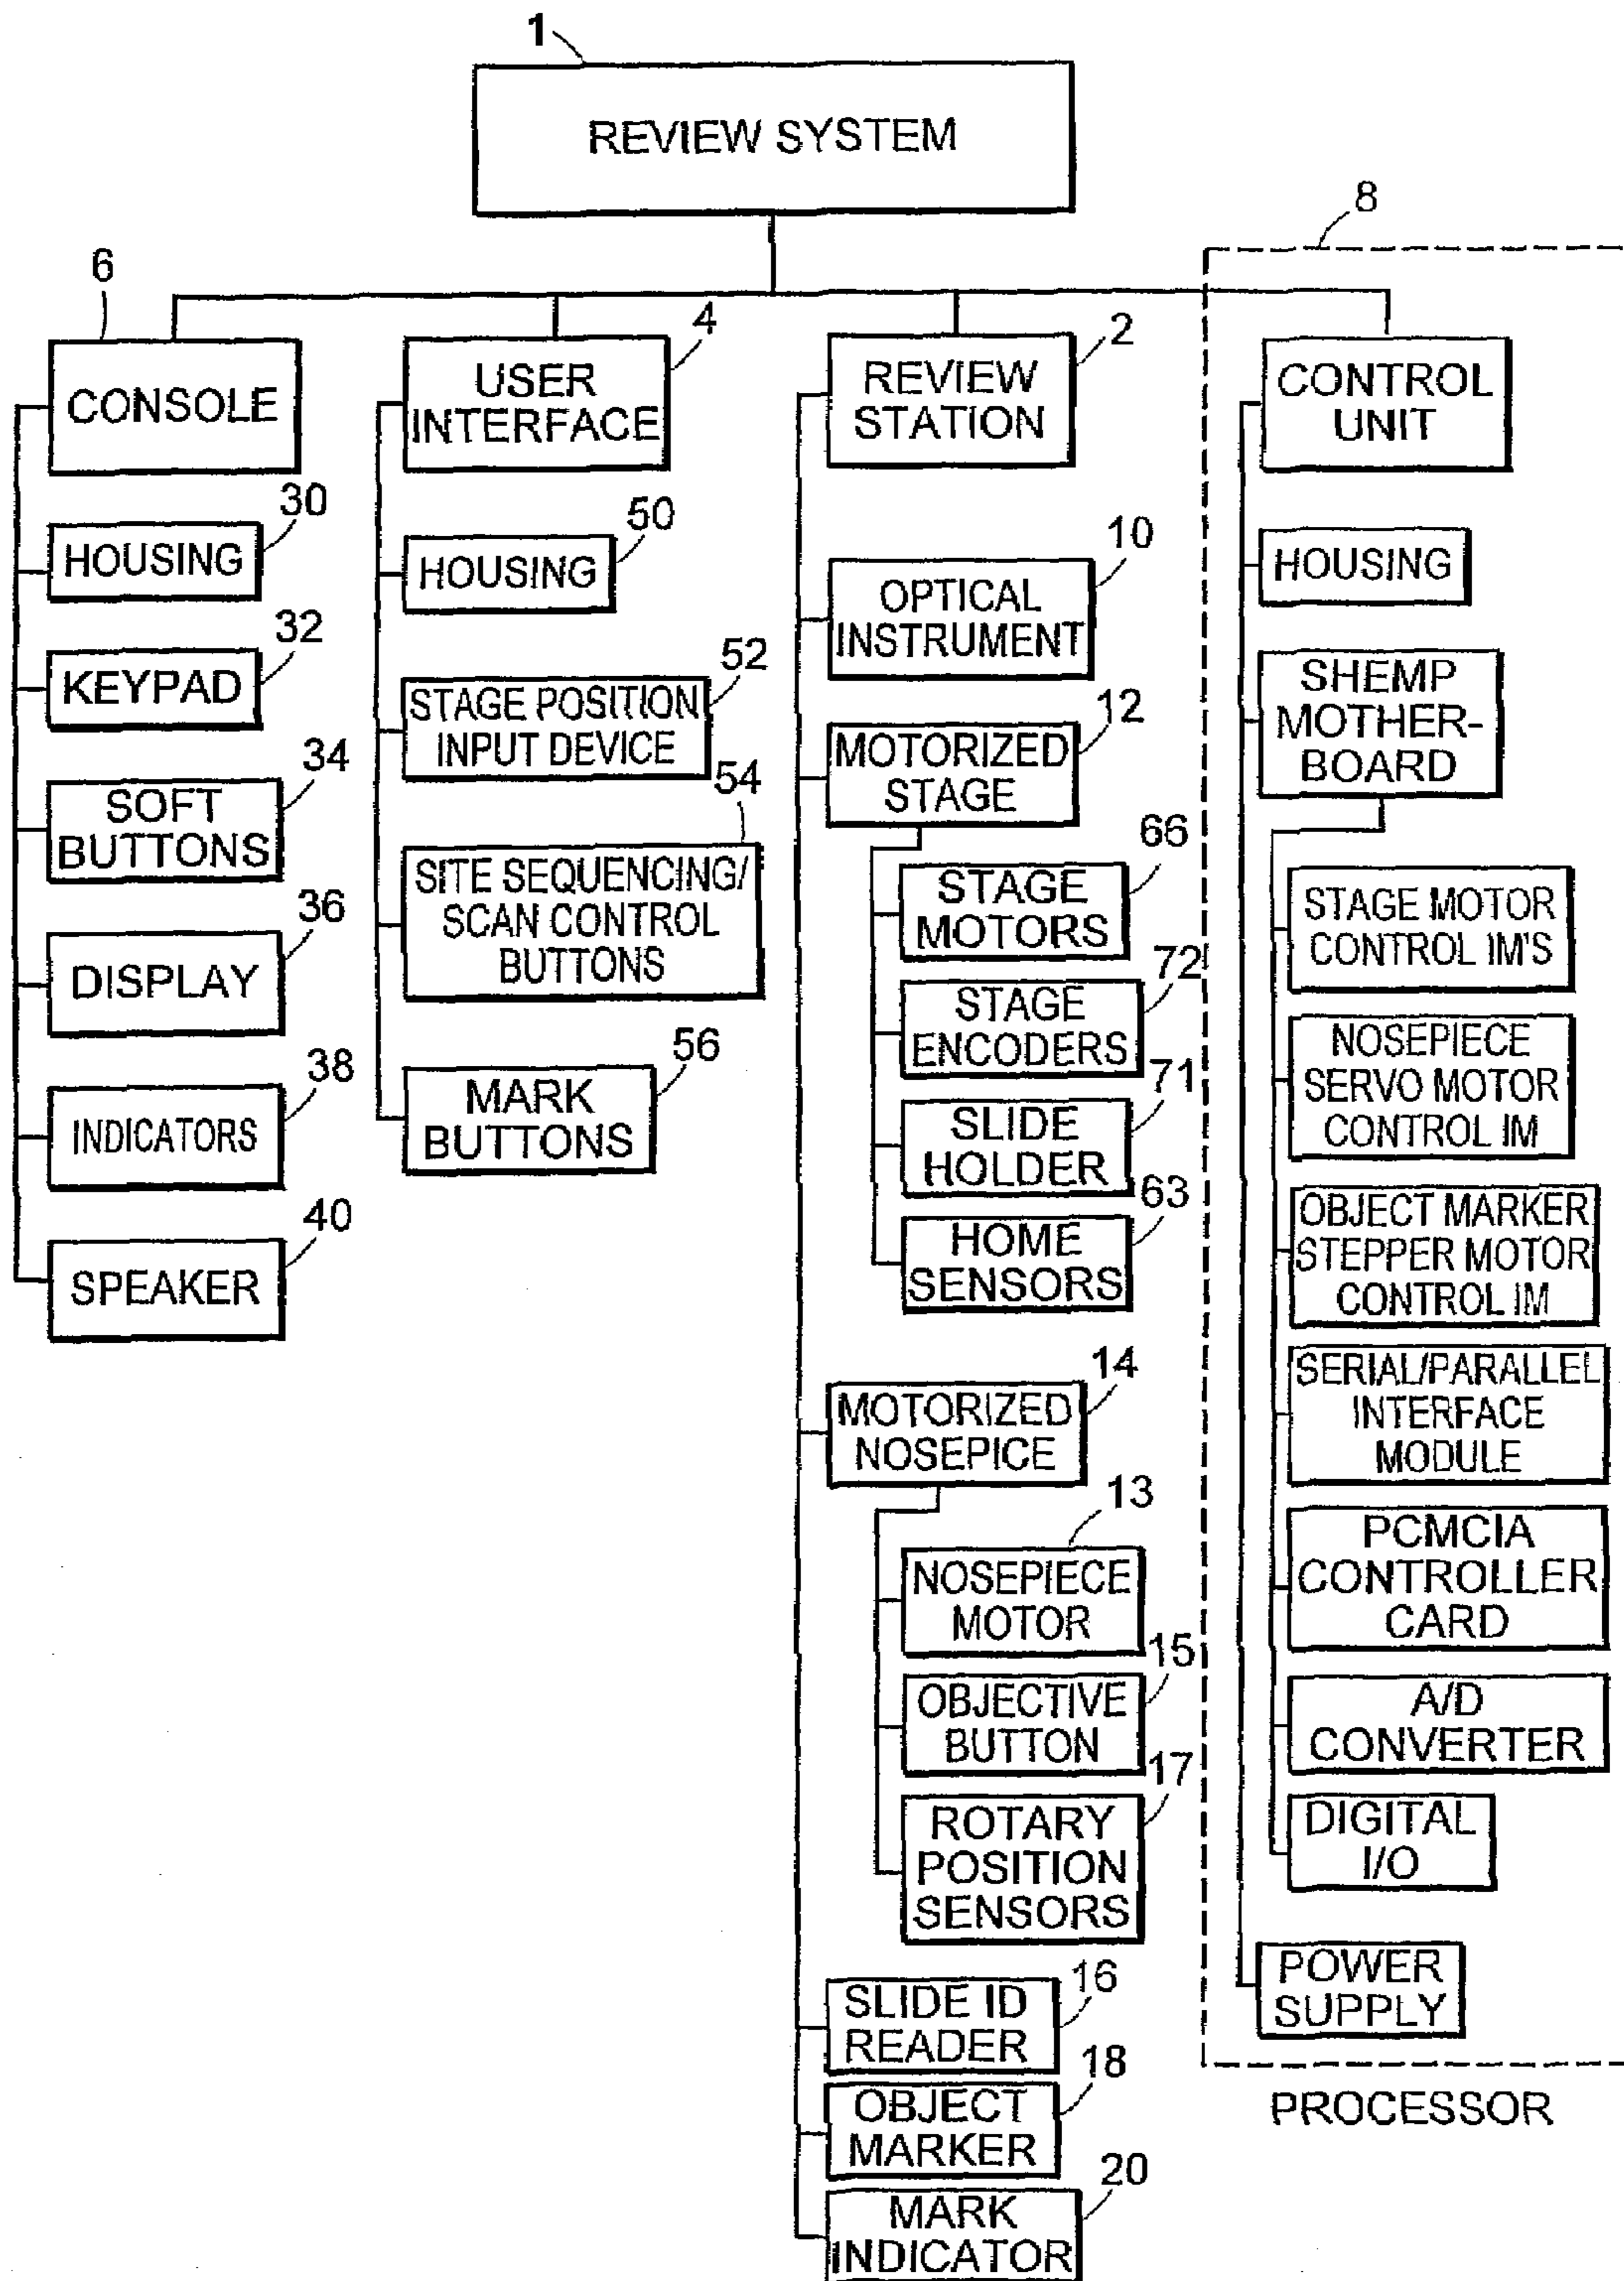 1
REVIEW SYSTEM
6
CONSOLE
30
HOUSING
32
KEYPAD
34
SOFT
BUTTONS
36
DISPLAY
38
INDICATORS
40
SPEAKER
4
USER
INTERFACE
50
HOUSING
52
STAGE POSITION
INPUT DEVICE
54
SITE SEQUENCING/
SCAN CONTROL
BUTTONS
56
MARK
BUTTONS
2
REVIEW
STATION
10
OPTICAL
INSTRUMENT
12
MOTORIZED
STAGE
66
STAGE
MOTORS
72
STAGE
ENCODERS
71
SLIDE
HOLDER
63
HOME
SENSORS
14
MOTORIZED
NOSEPICE
13
NOSEPIECE
MOTOR
15
OBJECTIVE
BUTTON
17
ROTARY
POSITION
SENSORS
16
SLIDE ID
READER
18
OBJECT
MARKER
20
MARK
INDICATOR
8
CONTROL
UNIT
HOUSING
SHEMP
MOTHER-
BOARD
STAGE MOTOR
CONTROL IM'S
NOSEPIECE
SERVO MOTOR
CONTROL IM
OBJECT MARKER
STEPPER MOTOR
CONTROL IM
SERIAL/PARALLEL
INTERFACE
MODULE
PCMCIA
CONTROLLER
CARD
A/D
CONVERTER
DIGITAL
I/O
POWER
SUPPLY
PROCESSOR